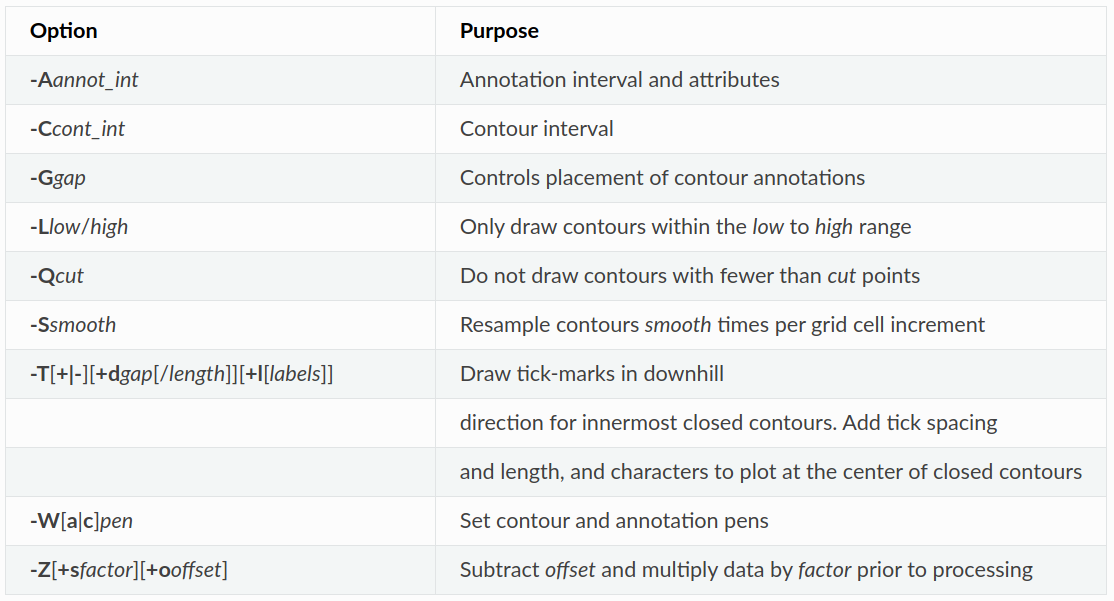 Option Purpose
-Aannot_int Annotation interval and attributes
-Ccont_int Contour interval
-Ggap Controls placement of contour annotations
-Llow/high Only draw contours within the low to high range
-Qcut Do not draw contours with fewer than cut points
-Ssmooth Resample contours smooth times per grid cell increment
-T[+|-][+dgap[/length]][+l[labels]] Draw tick-marks in downhill
direction for innermost closed contours. Add tick spacing
and length, and characters to plot at the center of closed contours
-W[a|c]pen Set contour and annotation pens
-Z[+sfactor][+ooffset] Subtract offset and multiply data by factor prior to processing